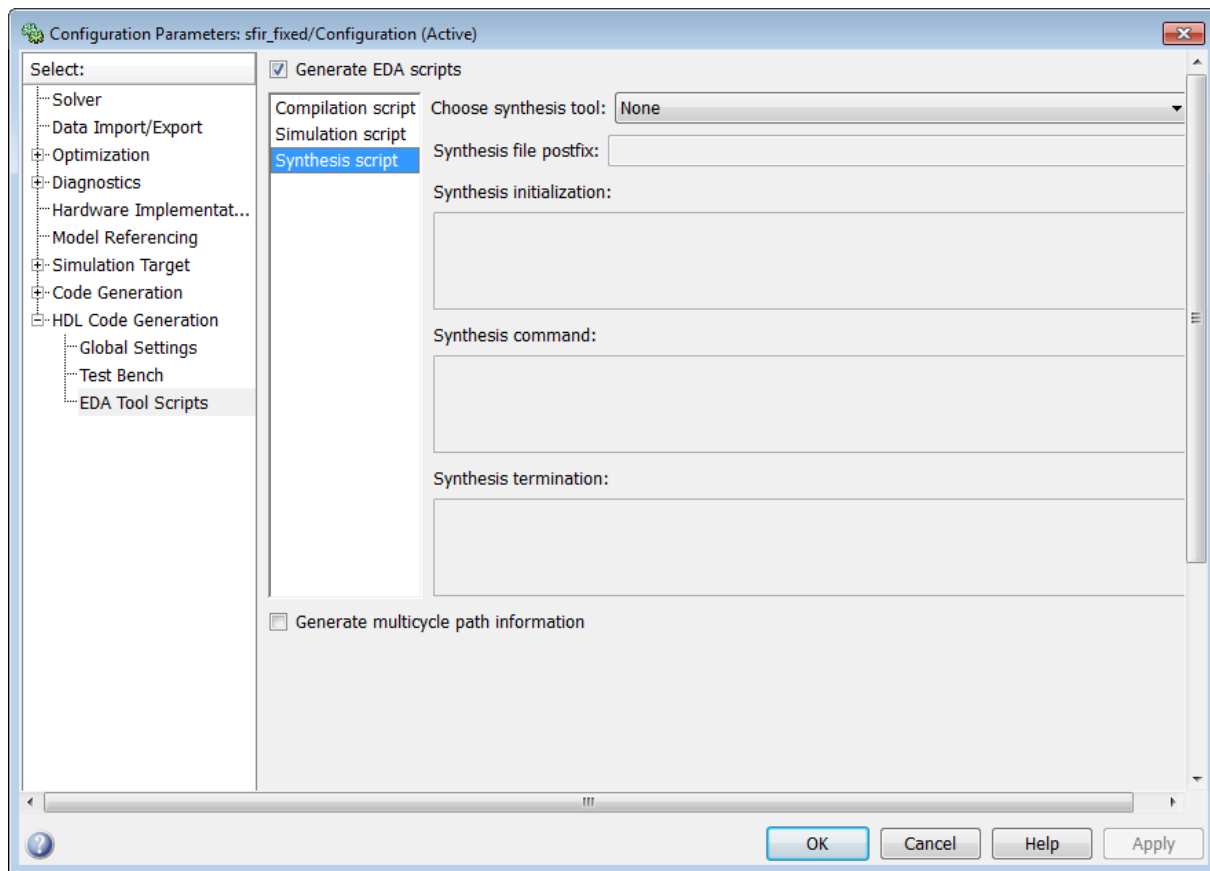 Configuration Parameters: sfir_fixed/Configuration (Active)
Select:
Solver
Data Import/Export
Optimization
Diagnostics
Hardware Implementat...
Model Referencing
Simulation Target
Code Generation
HDL Code Generation
Global Settings
Test Bench
EDA Tool Scripts
Generate EDA scripts
Compilation script
Simulation script
Synthesis script
Choose synthesis tool: None
Synthesis file postfix:
Synthesis initialization:
Synthesis command:
Synthesis termination:
Generate multicycle path information
OK Cancel Help Apply